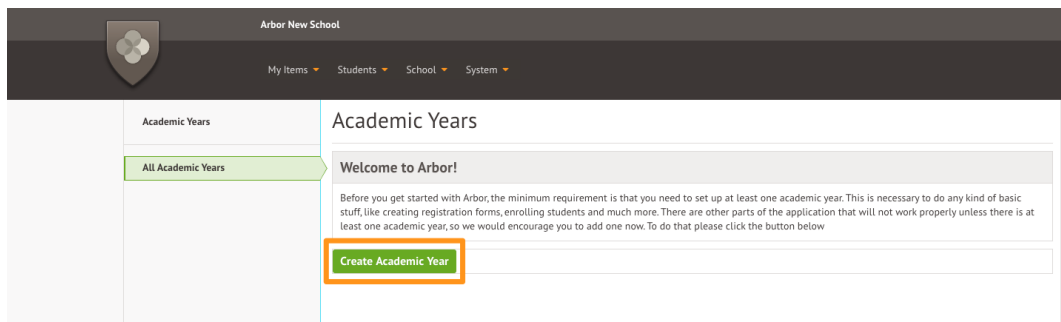 Arbor New School
My Items Students School System
Academic Years
All Academic Years
Academic Years
Welcome to Arbor!
Before you get started with Arbor, the minimum requirement is that you need to set up at least one academic year. This is necessary to do any kind of basic
stuff, like creating registration forms, enrolling students and much more. There are other parts of the application that will not work properly unless there is at
least one academic year, so we would encourage you to add one now. To do that please click the button below
Create Academic Year